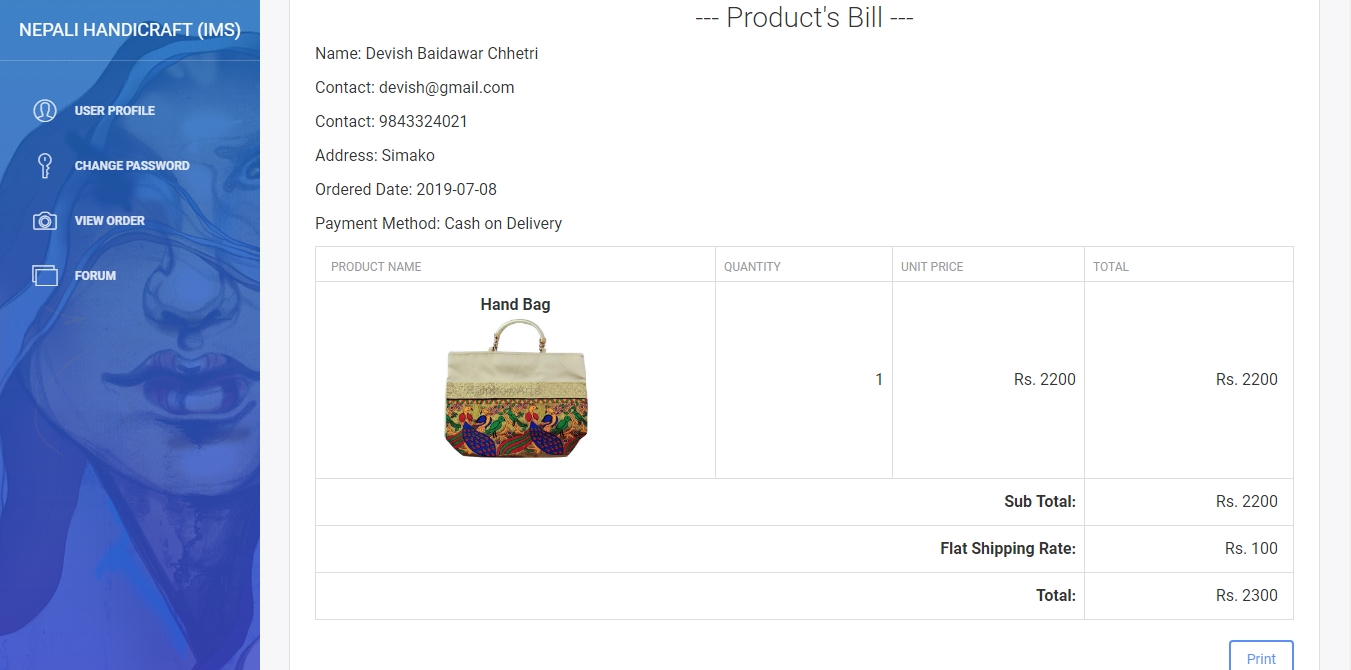 NEPALI HANDICRAFT (IMS)
USER PROFILE
CHANGE PASSWORD
VIEW ORDER
FORUM
--- Product's Bill ---
Name: Devish Baidawar Chhetri
Contact: devish@gmail.com
Contact: 9843324021
Address: Simako
Ordered Date: 2019-07-08
Payment Method: Cash on Delivery
PRODUCT NAME QUANTITY UNIT PRICE TOTAL
Hand Bag
1 Rs. 2200 Rs. 2200
Sub Total: Rs. 2200
Flat Shipping Rate: Rs. 100
Total: Rs. 2300
Print